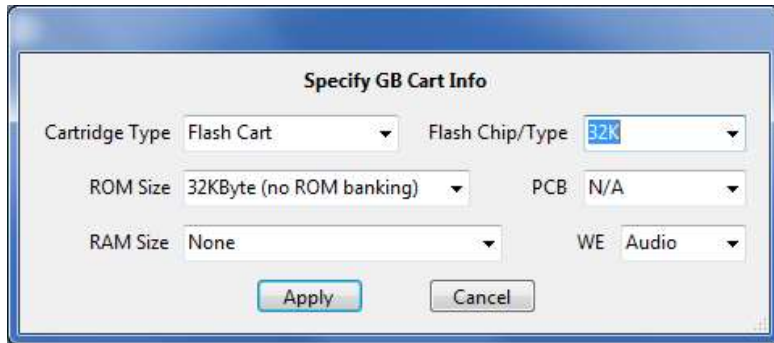 Specify GB Cart Info
Cartridge Type Flash Cart Flash Chip/Type 32K
ROM Size 32KByte (no ROM banking) PCB N/A
RAM Size None WE Audio
Apply Cancel